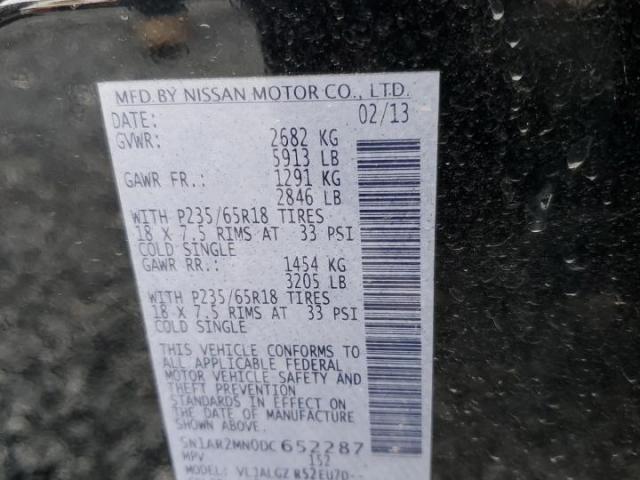 MFD. BY NISSAN MOTOR CO., LTD.
DATE: 02/13
GVWR: 2682 KG
5913 LB
GAWR FR.: 1291 KG
2846 LB
WITH P235/65R18 TIRES
18 X 7.5 RIMS AT 33 PSI
COLD SINGLE
GAWR RR.: 1454 KG
3205 LB
WITH P235/65R18 TIRES
18 X 7.5 RIMS AT 33 PSI
COLD SINGLE
THIS VEHICLE CONFORMS TO
ALL APPLICABLE FEDERAL
MOTOR VEHICLE SAFETY AND
THEFT PREVENTION
STANDARDS IN EFFECT ON
THE DATE OF MANUFACTURE
SHOWN ABOVE.
5N1AR2MN0DC652287
MPV 152
MODEL: